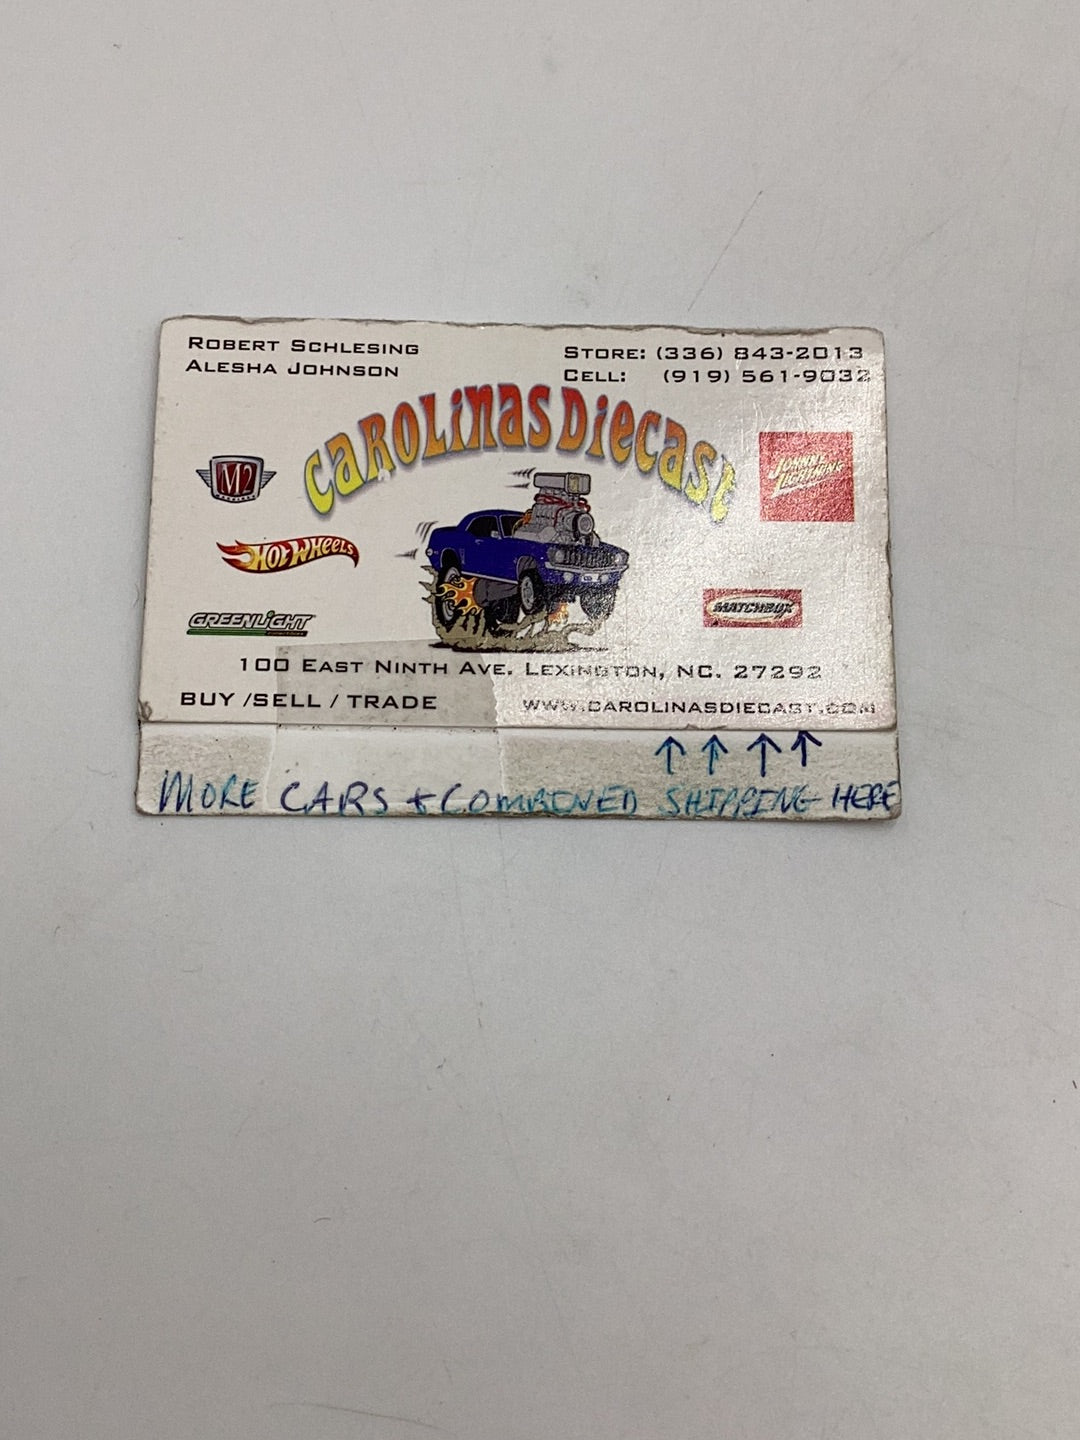 ROBERT SCHLESING
ALESHA JOHNSON
STORE: (336) 843-2013
CELL: (919) 561-9032
CAROLINAS DIECAST
M2
JOHNNY LIGHTNING
HOT WHEELS
GREENLIGHT
MATCHBOX
100 EAST NINTH AVE. LEXINGTON, NC. 27292
BUY /SELL / TRADE
WWW.CAROLINASDIECAST.COM
↑ ↑ ↑ ↑
MORE CARS + COMBINED SHIPPING HERE